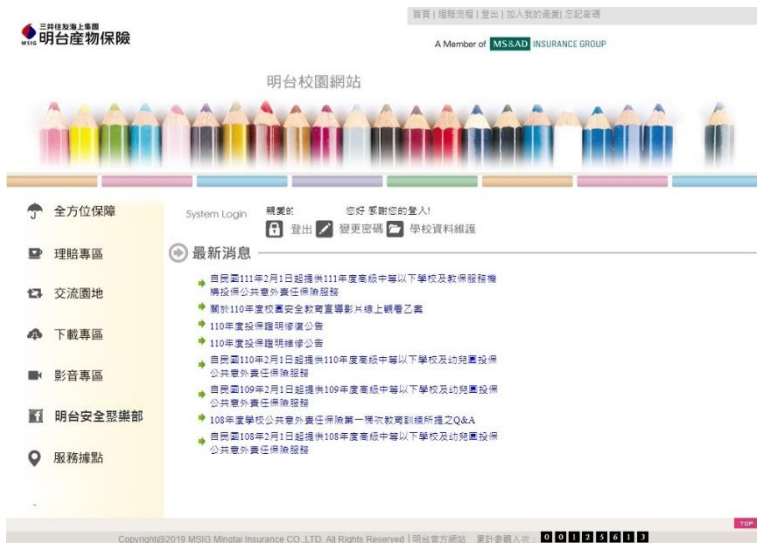 首頁 | 理賠流程 | 登出 | 加入我的最愛 | 忘記密碼
三井住友海上集團
MSIG 明台產物保險
A Member of MS&AD INSURANCE GROUP
明台校園網站
全方位保障
理賠專區
交流園地
下載專區
影音專區
明台安全聚樂部
服務據點
System Login
親愛的 您好 感謝您的登入!
登出 變更密碼 學校資料維護
最新消息
自民國111年2月1日起提供111年度高級中等以下學校及教保服務機
構投保公共意外責任保險服務
關於110年度校園安全教育宣導影片線上觀看乙案
110年度投保證明修復公告
110年度投保證明維修公告
自民國110年2月1日起提供110年度高級中等以下學校及幼兒園投保
公共意外責任保險服務
自民國109年2月1日起提供109年度高級中等以下學校及幼兒園投保
公共意外責任保險服務
108年度學校公共意外責任保險第一梯次教育訓練所提之Q&A
自民國108年2月1日起提供108年度高級中等以下學校及幼兒園投保
公共意外責任保險服務
TOP
Copyright@2019 MSIG Mingtai Insurance CO.,LTD. All Rights Reserved | 明台官方網站 累計參觀人次: 00125613